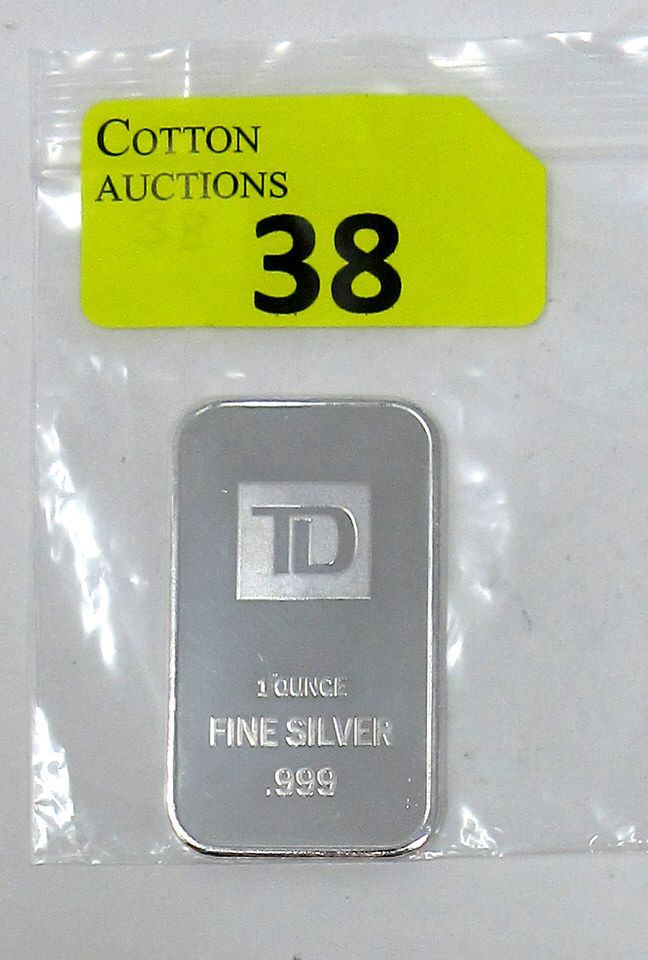 COTTON
AUCTIONS
38
TD
1 OUNCE
FINE SILVER
.999